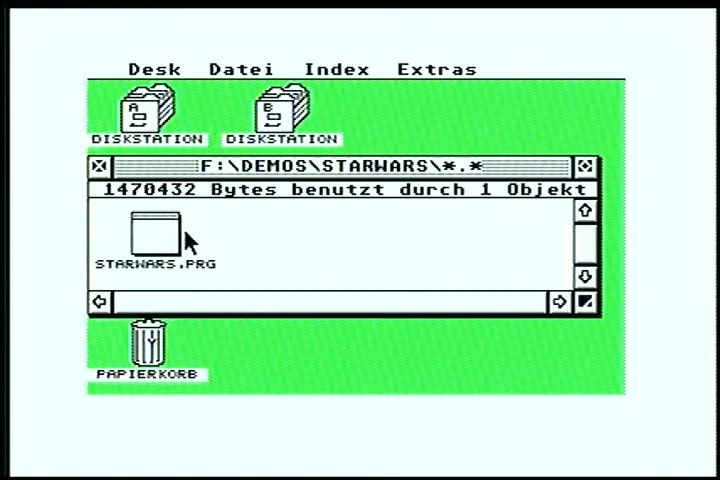 Desk Datei Index Extras
A B
DISKSTATION DISKSTATION
F:\DEMOS\STARWARS\*.*
1470432 Bytes benutzt durch 1 Objekt
STARWARS.PRG
PAPIERKORB